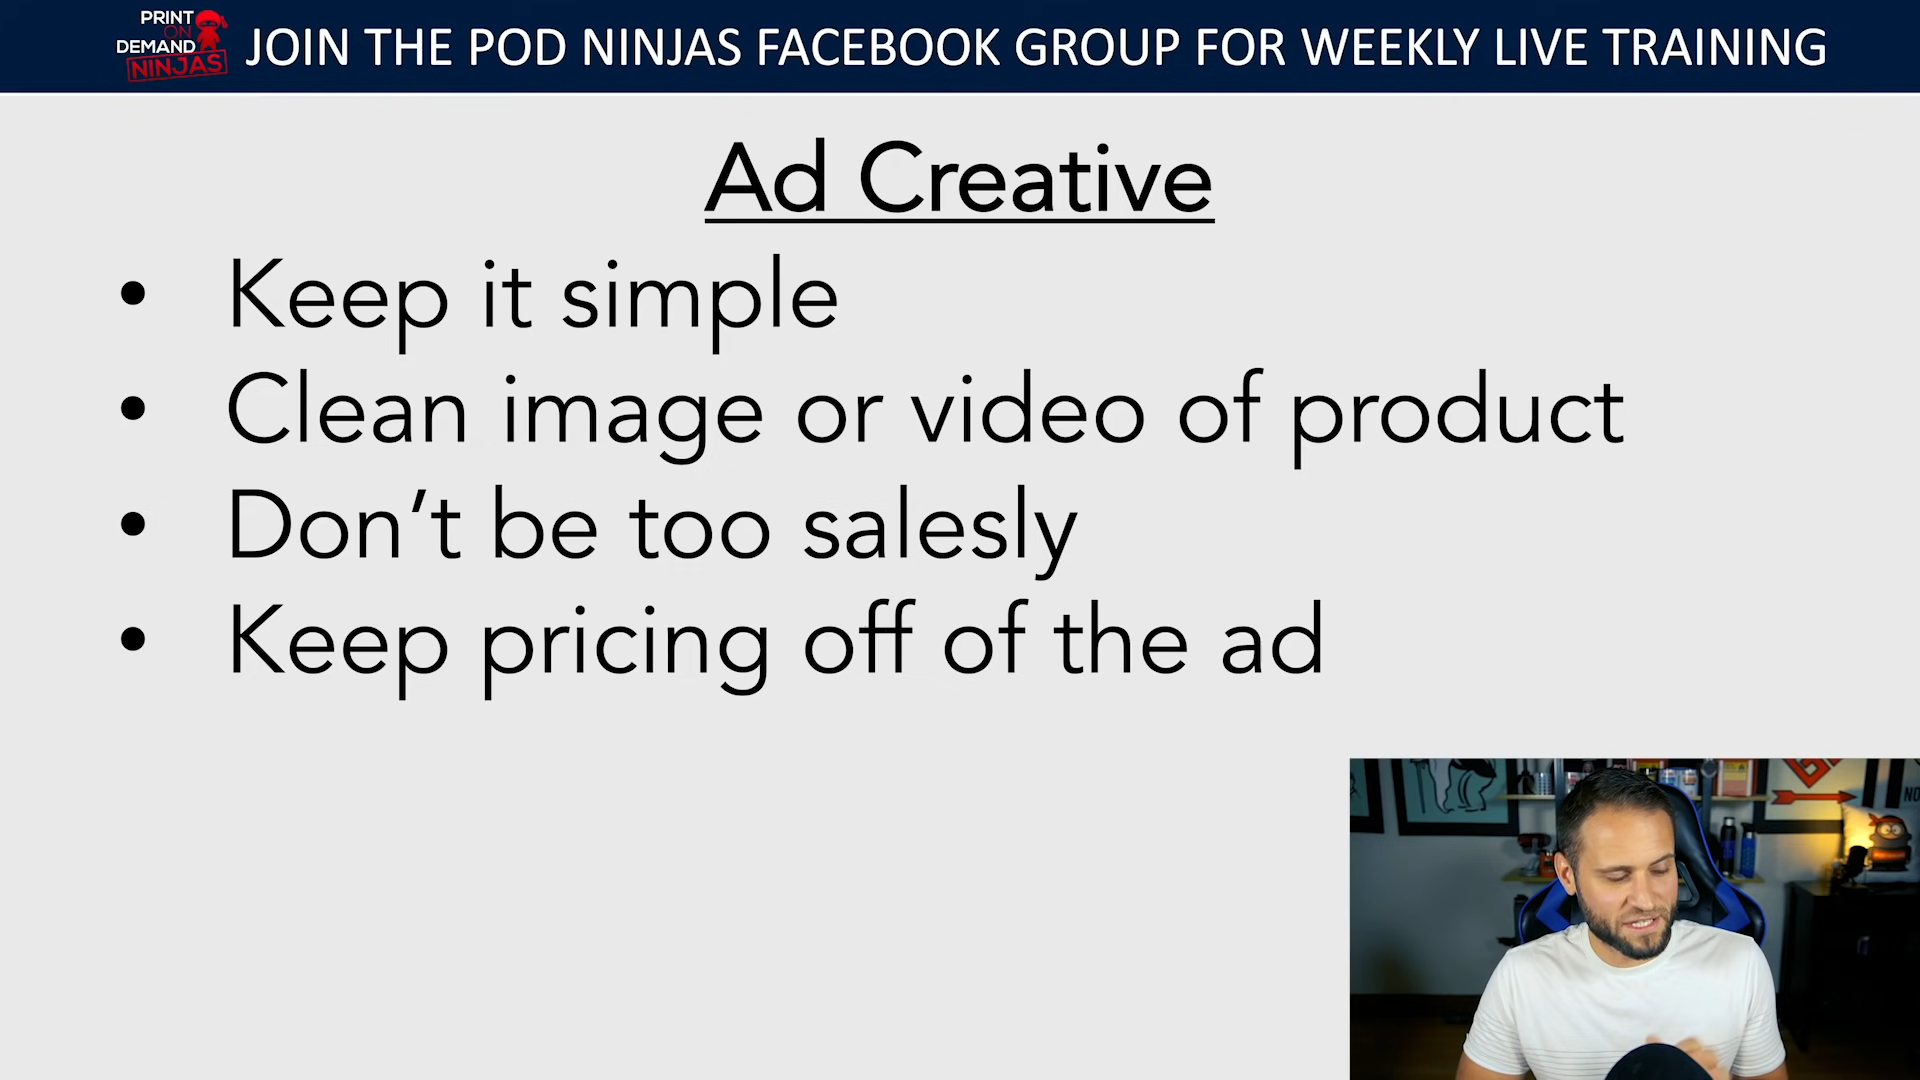 PRINT
ON
DEMAND
NINJAS
JOIN THE POD NINJAS FACEBOOK GROUP FOR WEEKLY LIVE TRAINING
Ad Creative
• Keep it simple
• Clean image or video of product
• Don’t be too salesly
• Keep pricing off of the ad
NO